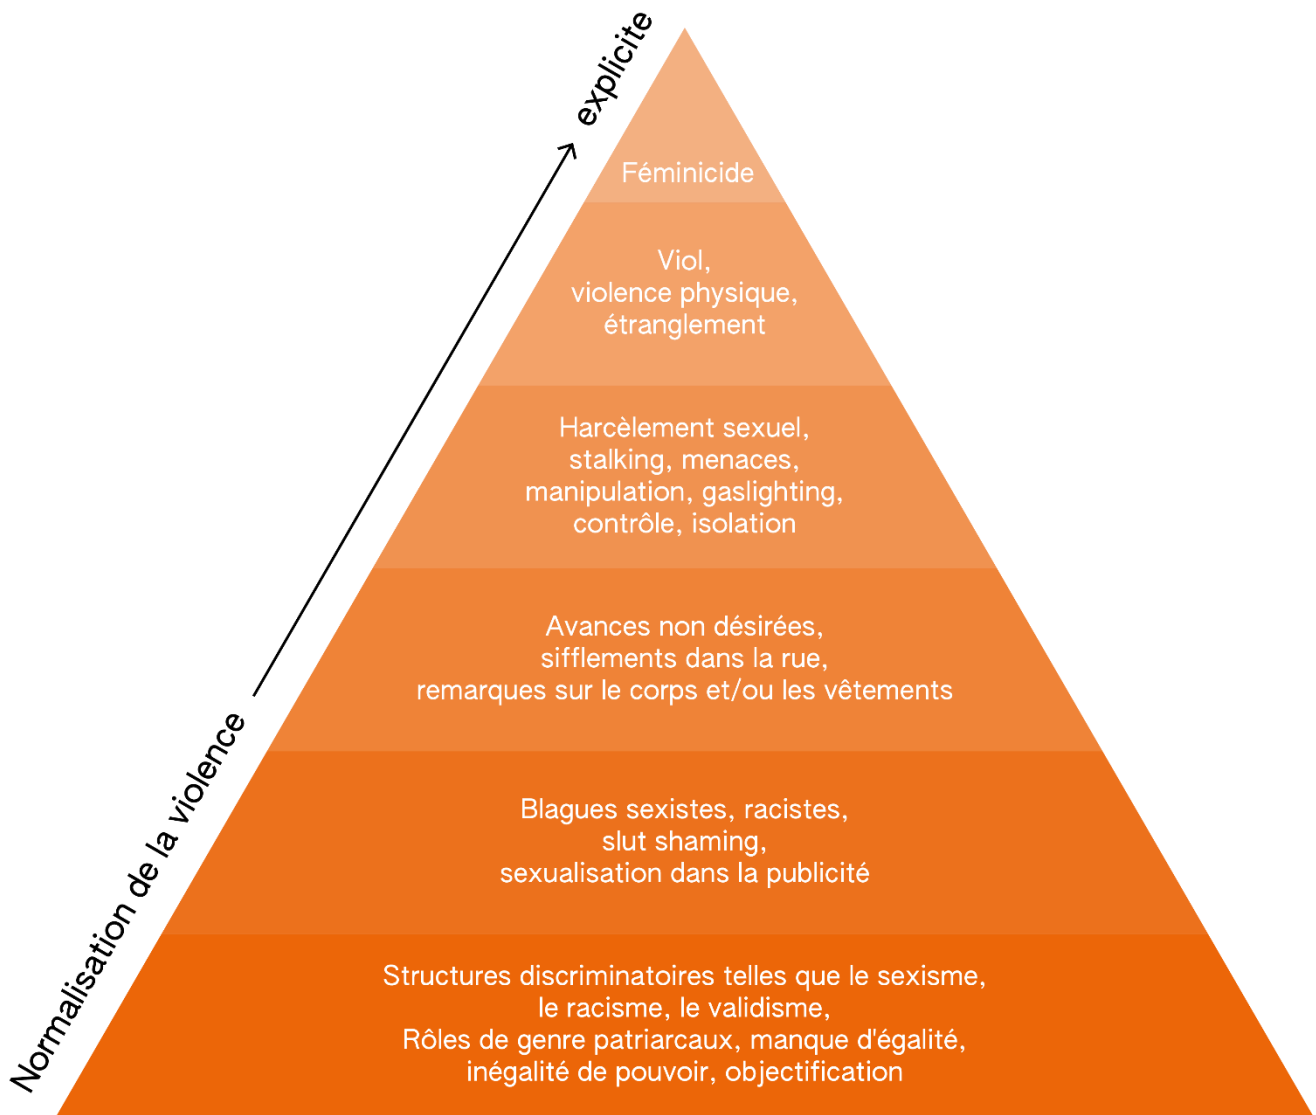 explicite
Normalisation de la violence
Féminicide
Viol,
violence physique,
étranglement
Harcèlement sexuel,
stalking, menaces,
manipulation, gaslighting,
contrôle, isolation
Avances non désirées,
sifflements dans la rue,
remarques sur le corps et/ou les vêtements
Blagues sexistes, racistes,
slut shaming,
sexualisation dans la publicité
Structures discriminatoires telles que le sexisme,
le racisme, le validisme,
Rôles de genre patriarcaux, manque d'égalité,
inégalité de pouvoir, objectification